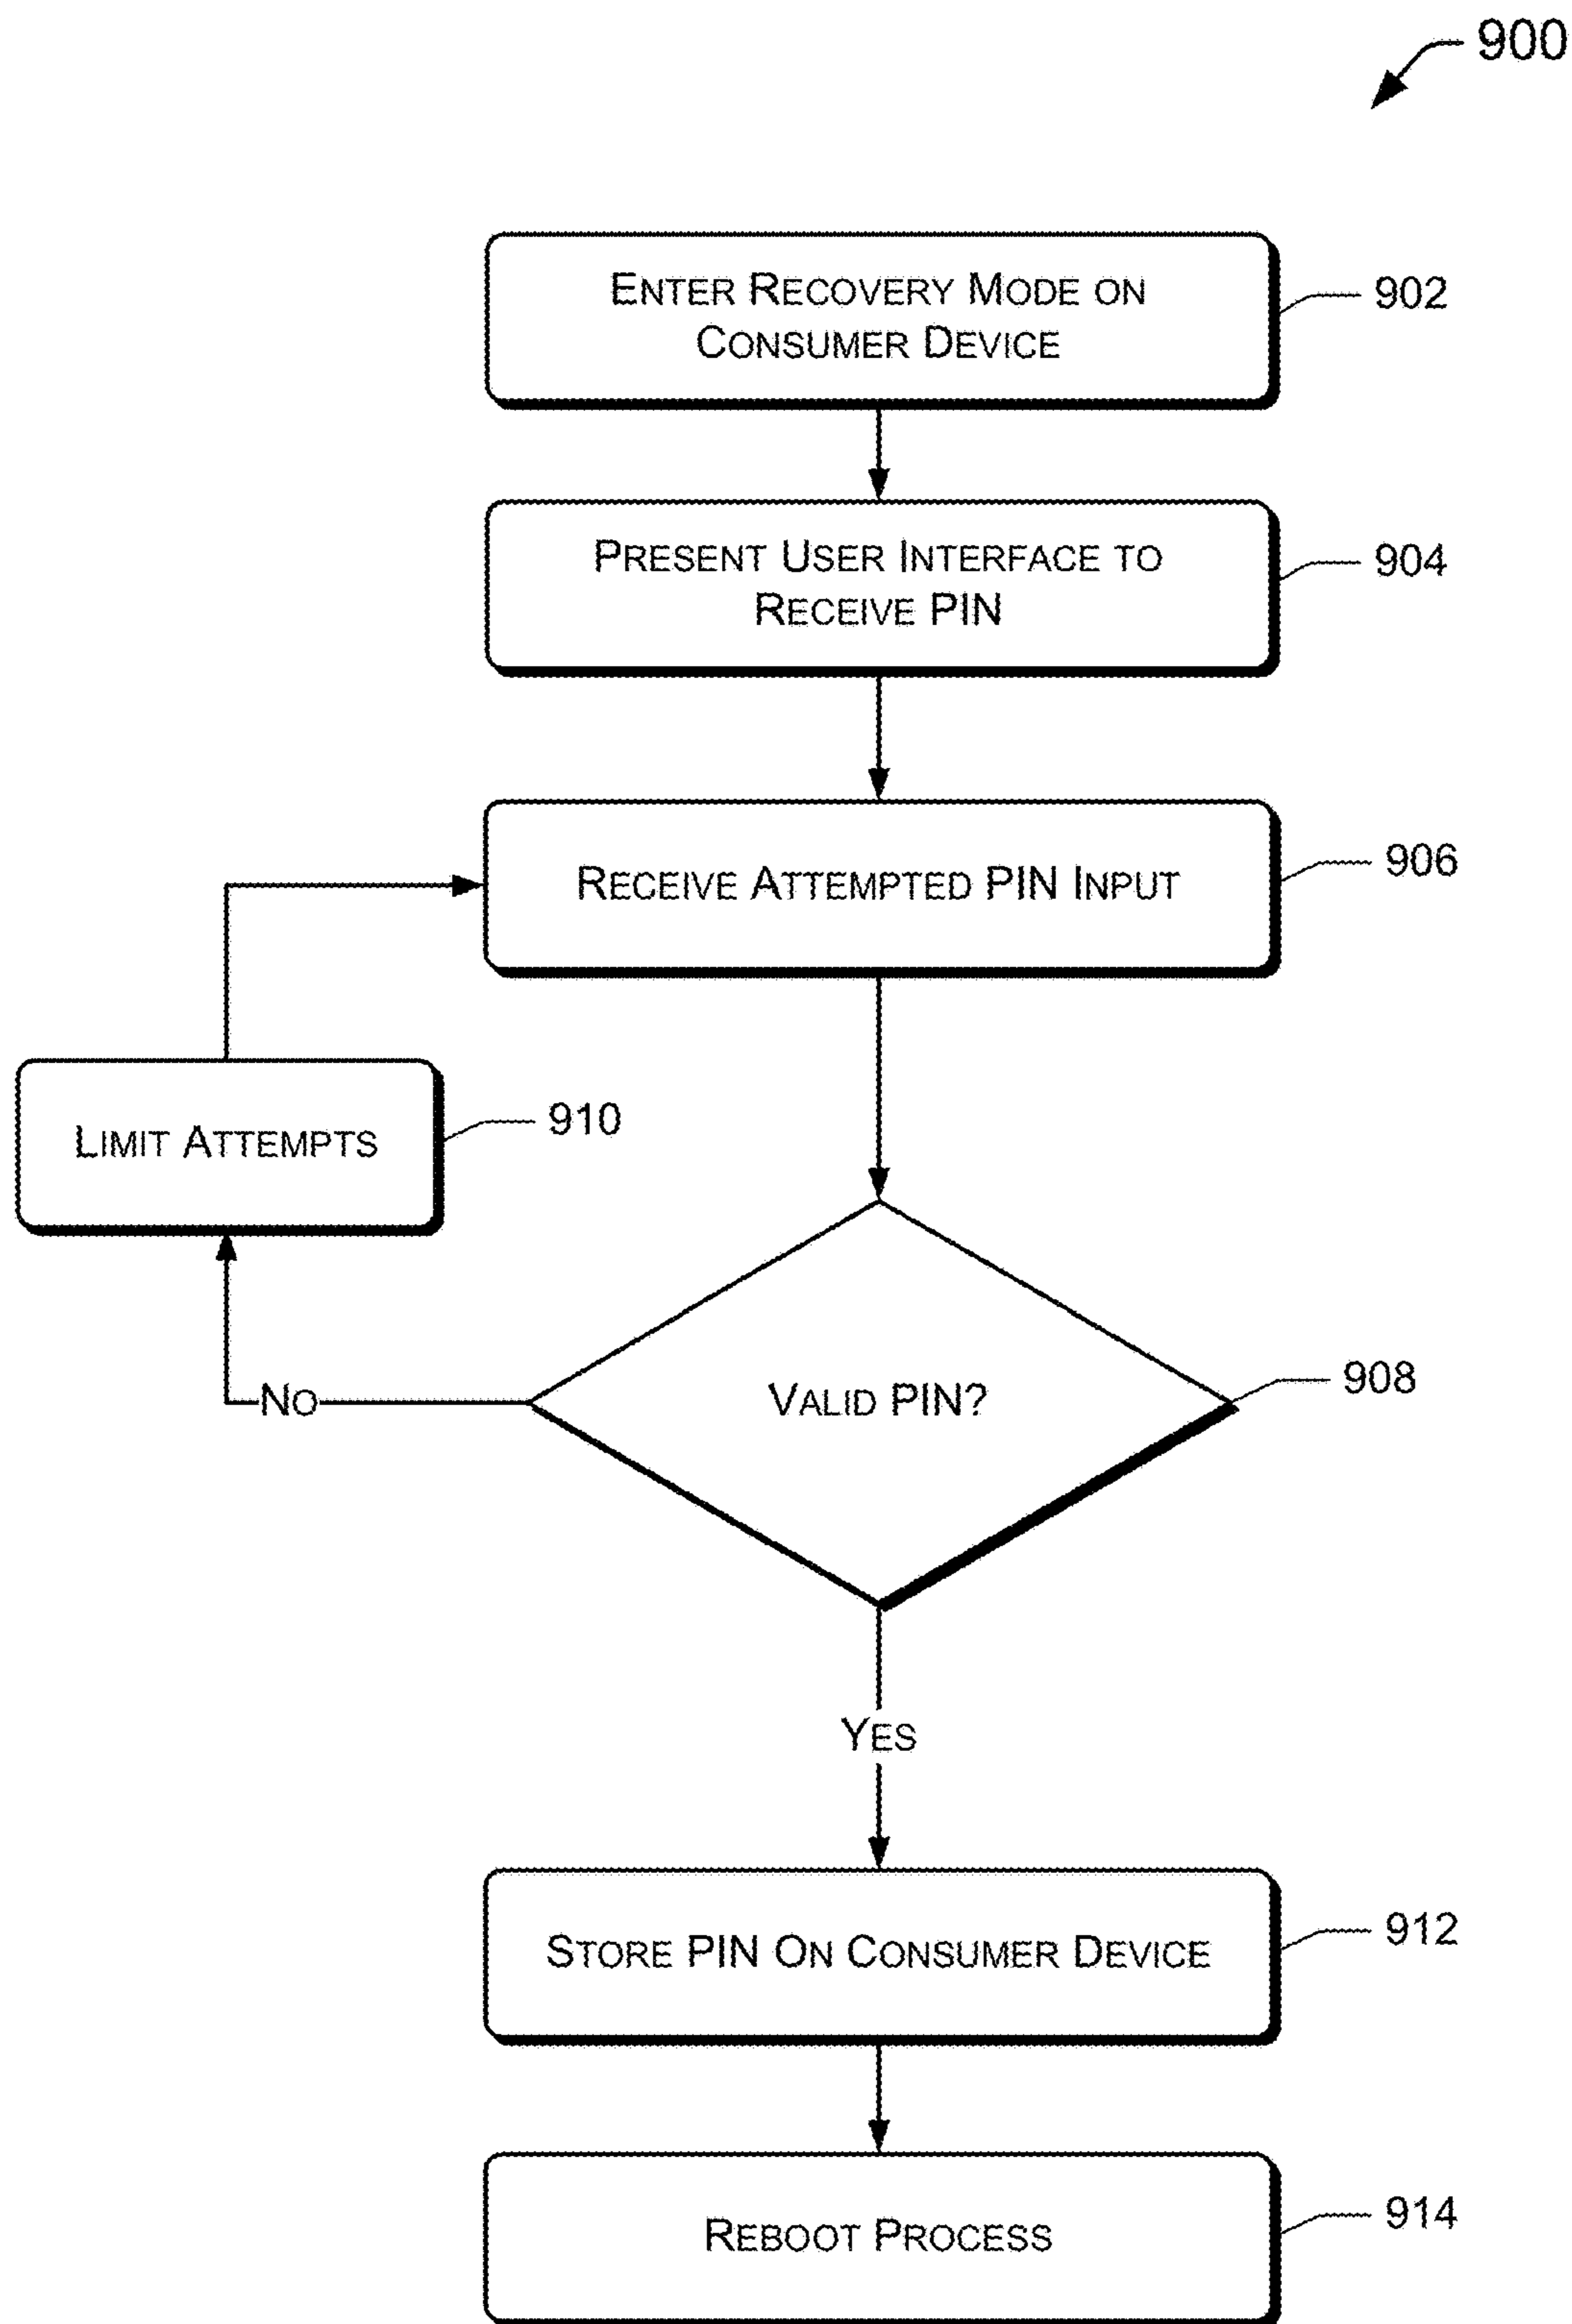 900
ENTER RECOVERY MODE ON
CONSUMER DEVICE
902
PRESENT USER INTERFACE TO
RECEIVE PIN
904
RECEIVE ATTEMPTED PIN INPUT
906
LIMIT ATTEMPTS
910
VALID PIN?
908
NO
YES
STORE PIN ON CONSUMER DEVICE
912
REBOOT PROCESS
914